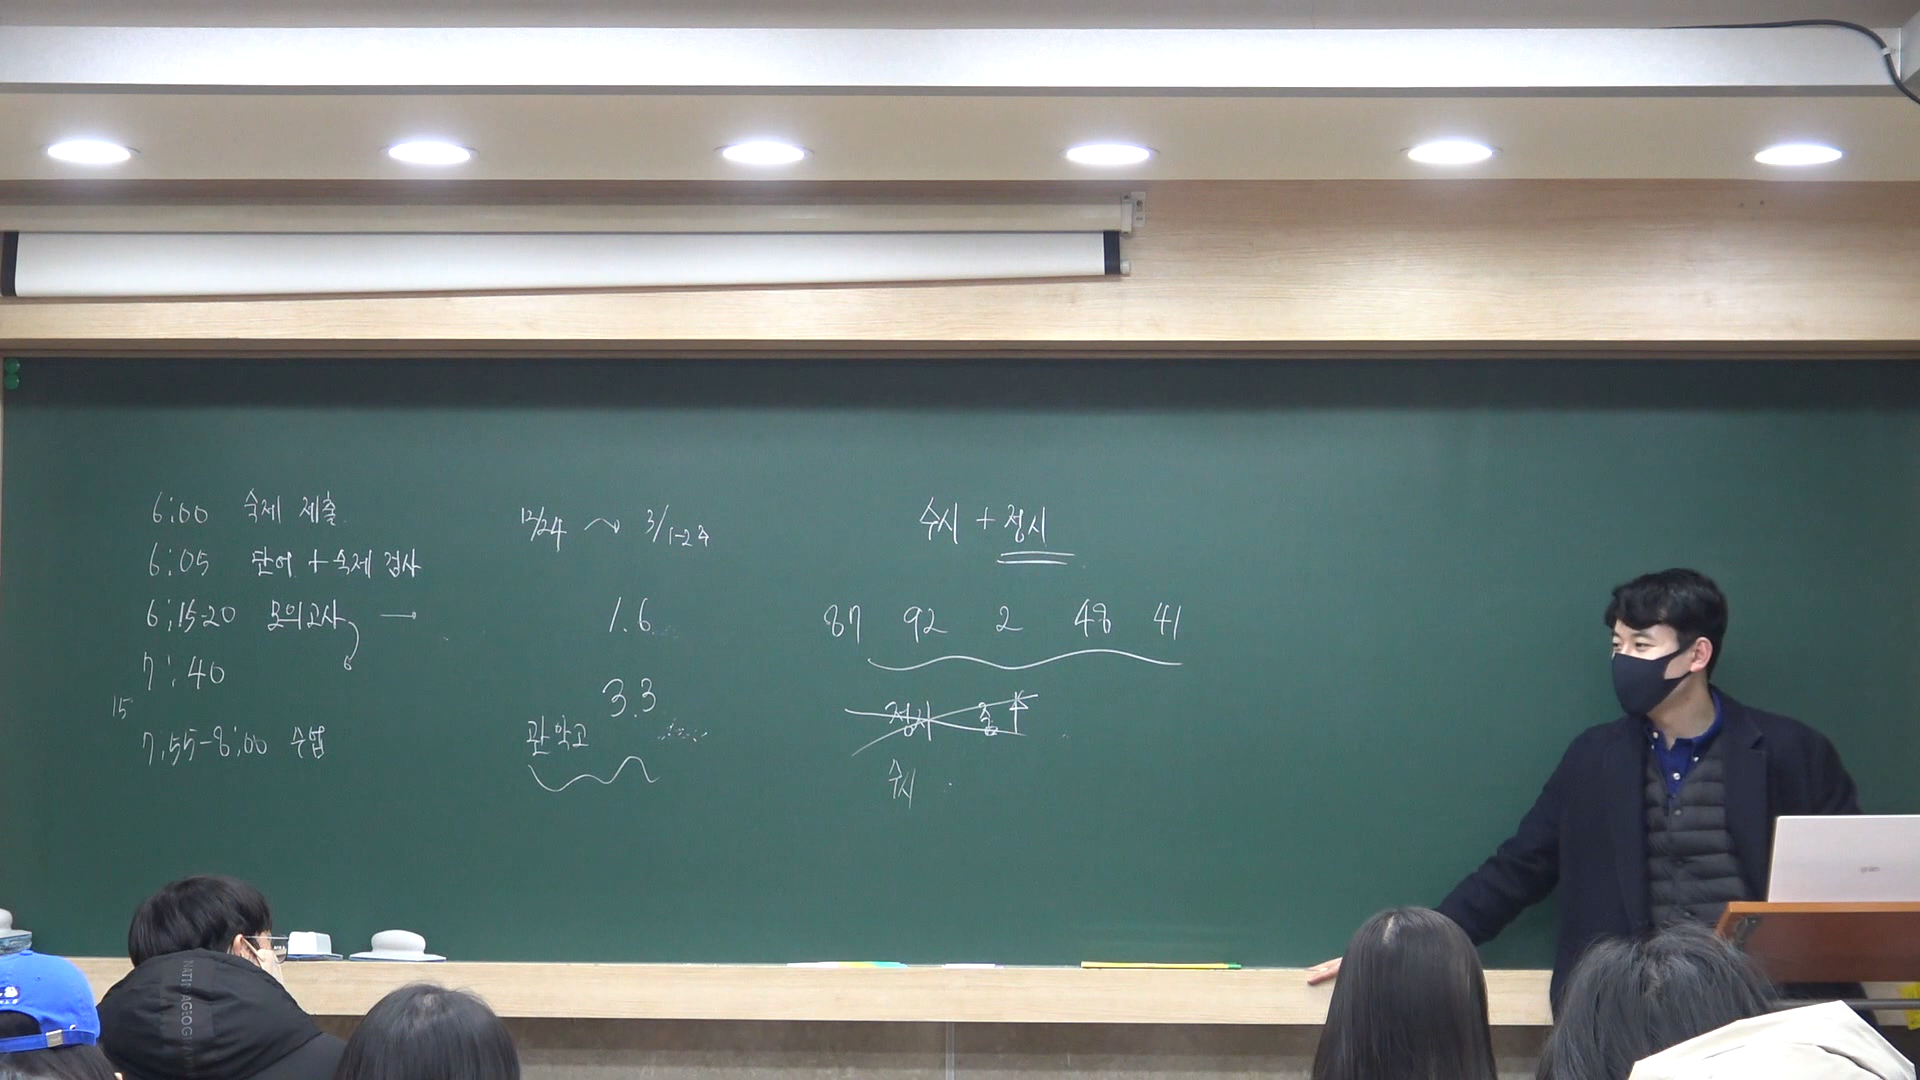 6:00 숙제 제출
6:05 단어 + 숙제 검사
6:15-20 모의고사 →
7:40
15
7:55-8:00 수업
12/24 → 3/1-2주
1.6
3.3
관악고
수시 + 정시
87 92 2 48 41
정시
수시
gram